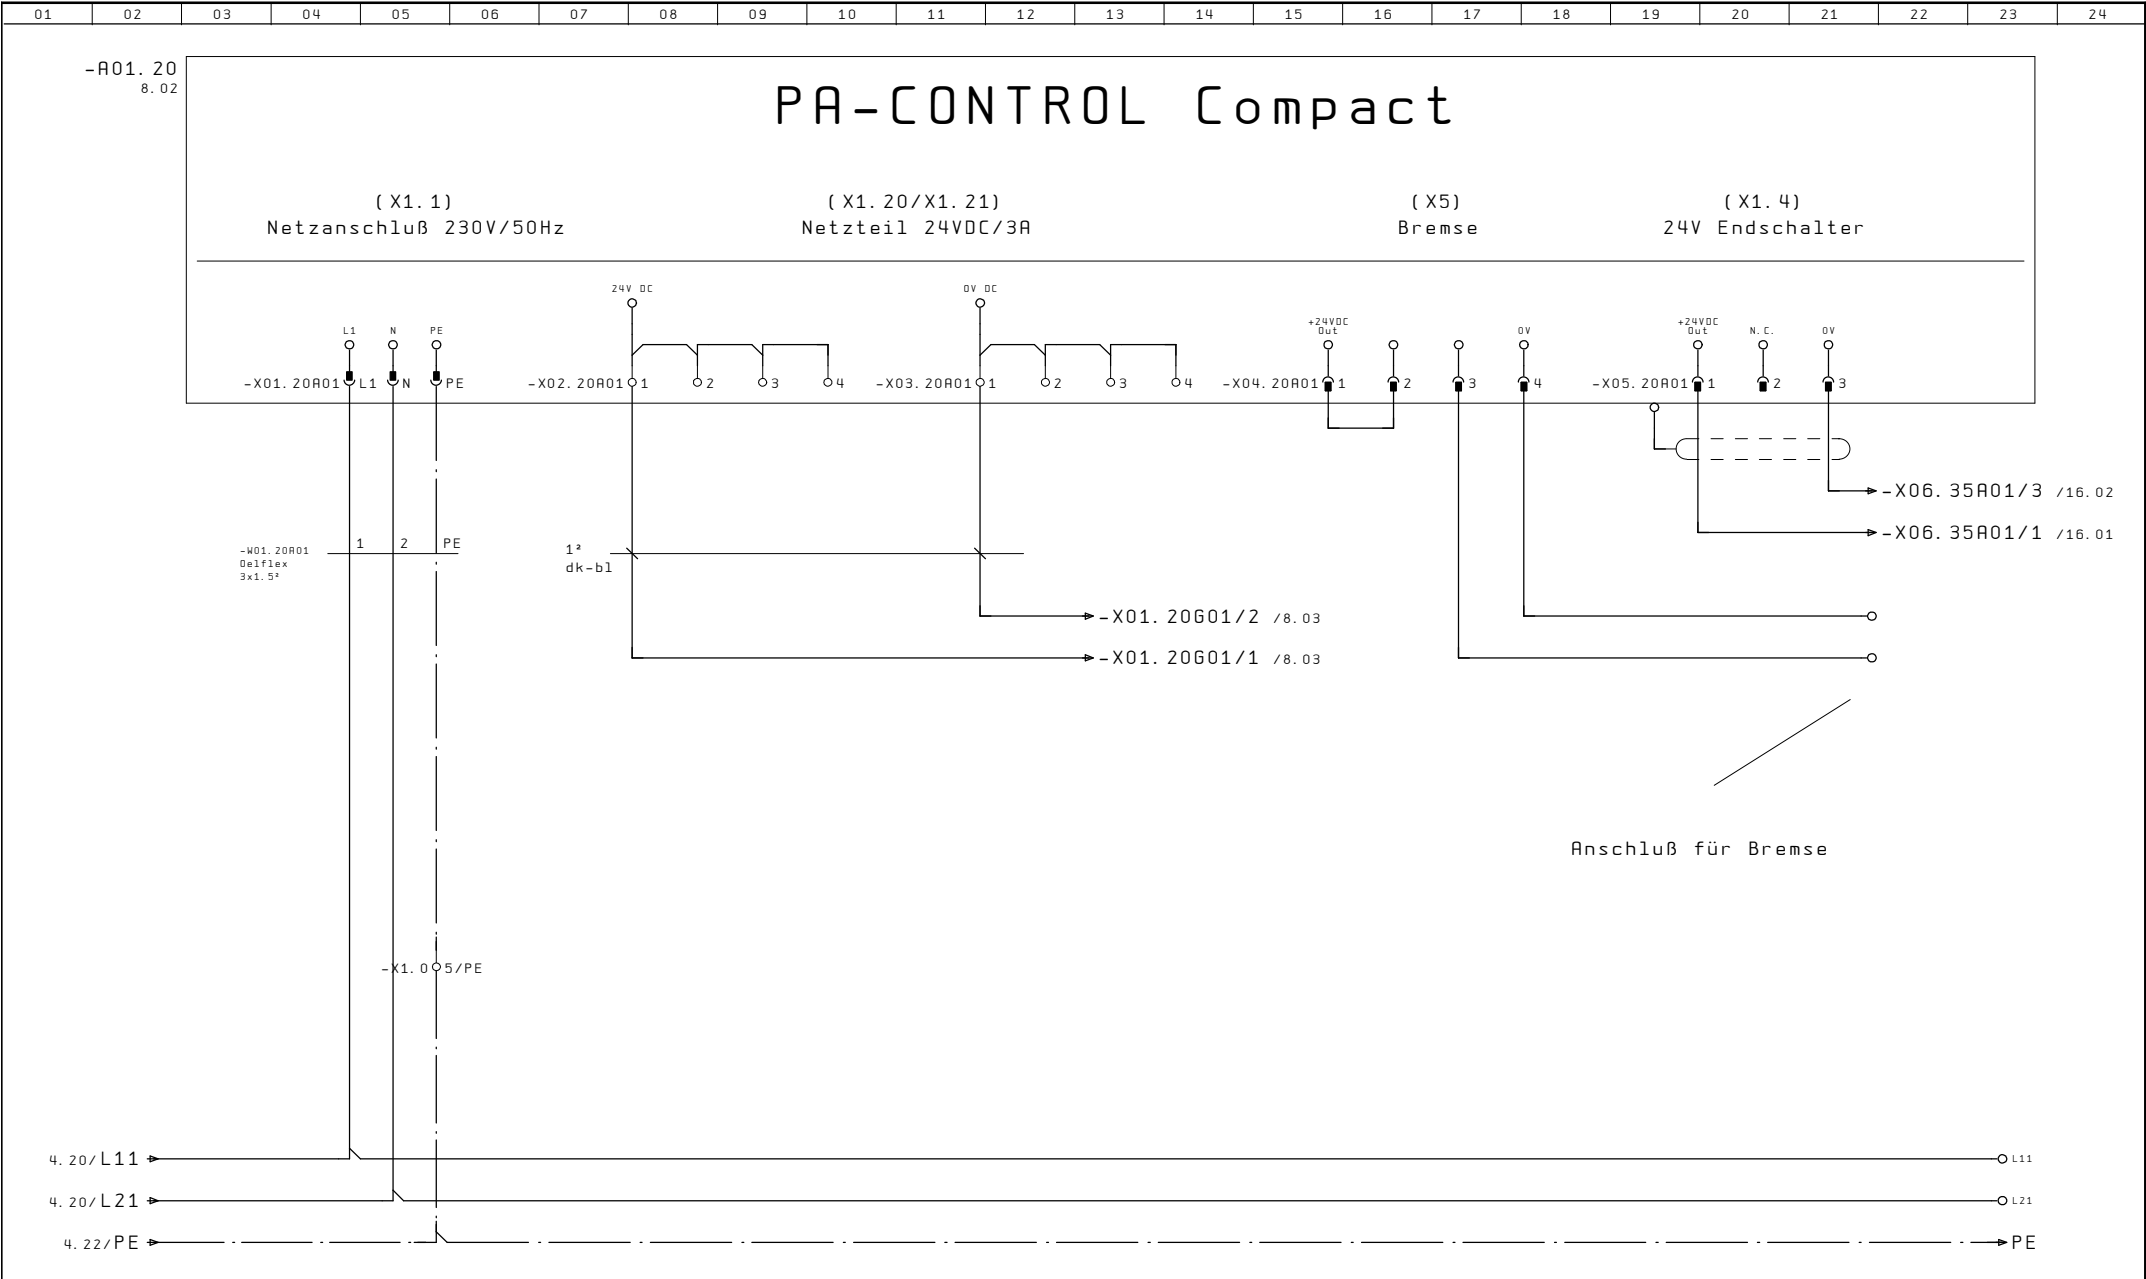 01 02 03 04 05 06 07 08 09 10 11 12 13 14 15 16 17 18 19 20 21 22 23 24
-A01.20
8.02
PA-CONTROL Compact
(X1.1) (X1.20/X1.21) (X5) (X1.4)
Netzanschluß 230V/50Hz Netzteil 24VDC/3A Bremse 24V Endschalter
24V DC 0V DC
+24VDC +24VDC
L1 N PE Out 0V Out N.C. 0V
-X01.20A01 L1 N PE -X02.20A01 1 2 3 4 -X03.20A01 1 2 3 4 -X04.20A01 1 2 3 4 -X05.20A01 1 2 3
-X06.35A01/3 /16.02
-X06.35A01/1 /16.01
1 2 PE
-W01.20A01
Oelflex
3x1.5²
1²
dk-bl
-X01.20G01/2 /8.03
-X01.20G01/1 /8.03
Anschluß für Bremse
-X1.0 5/PE
4.20/L11 L11
4.20/L21 L21
4.22/PE PE